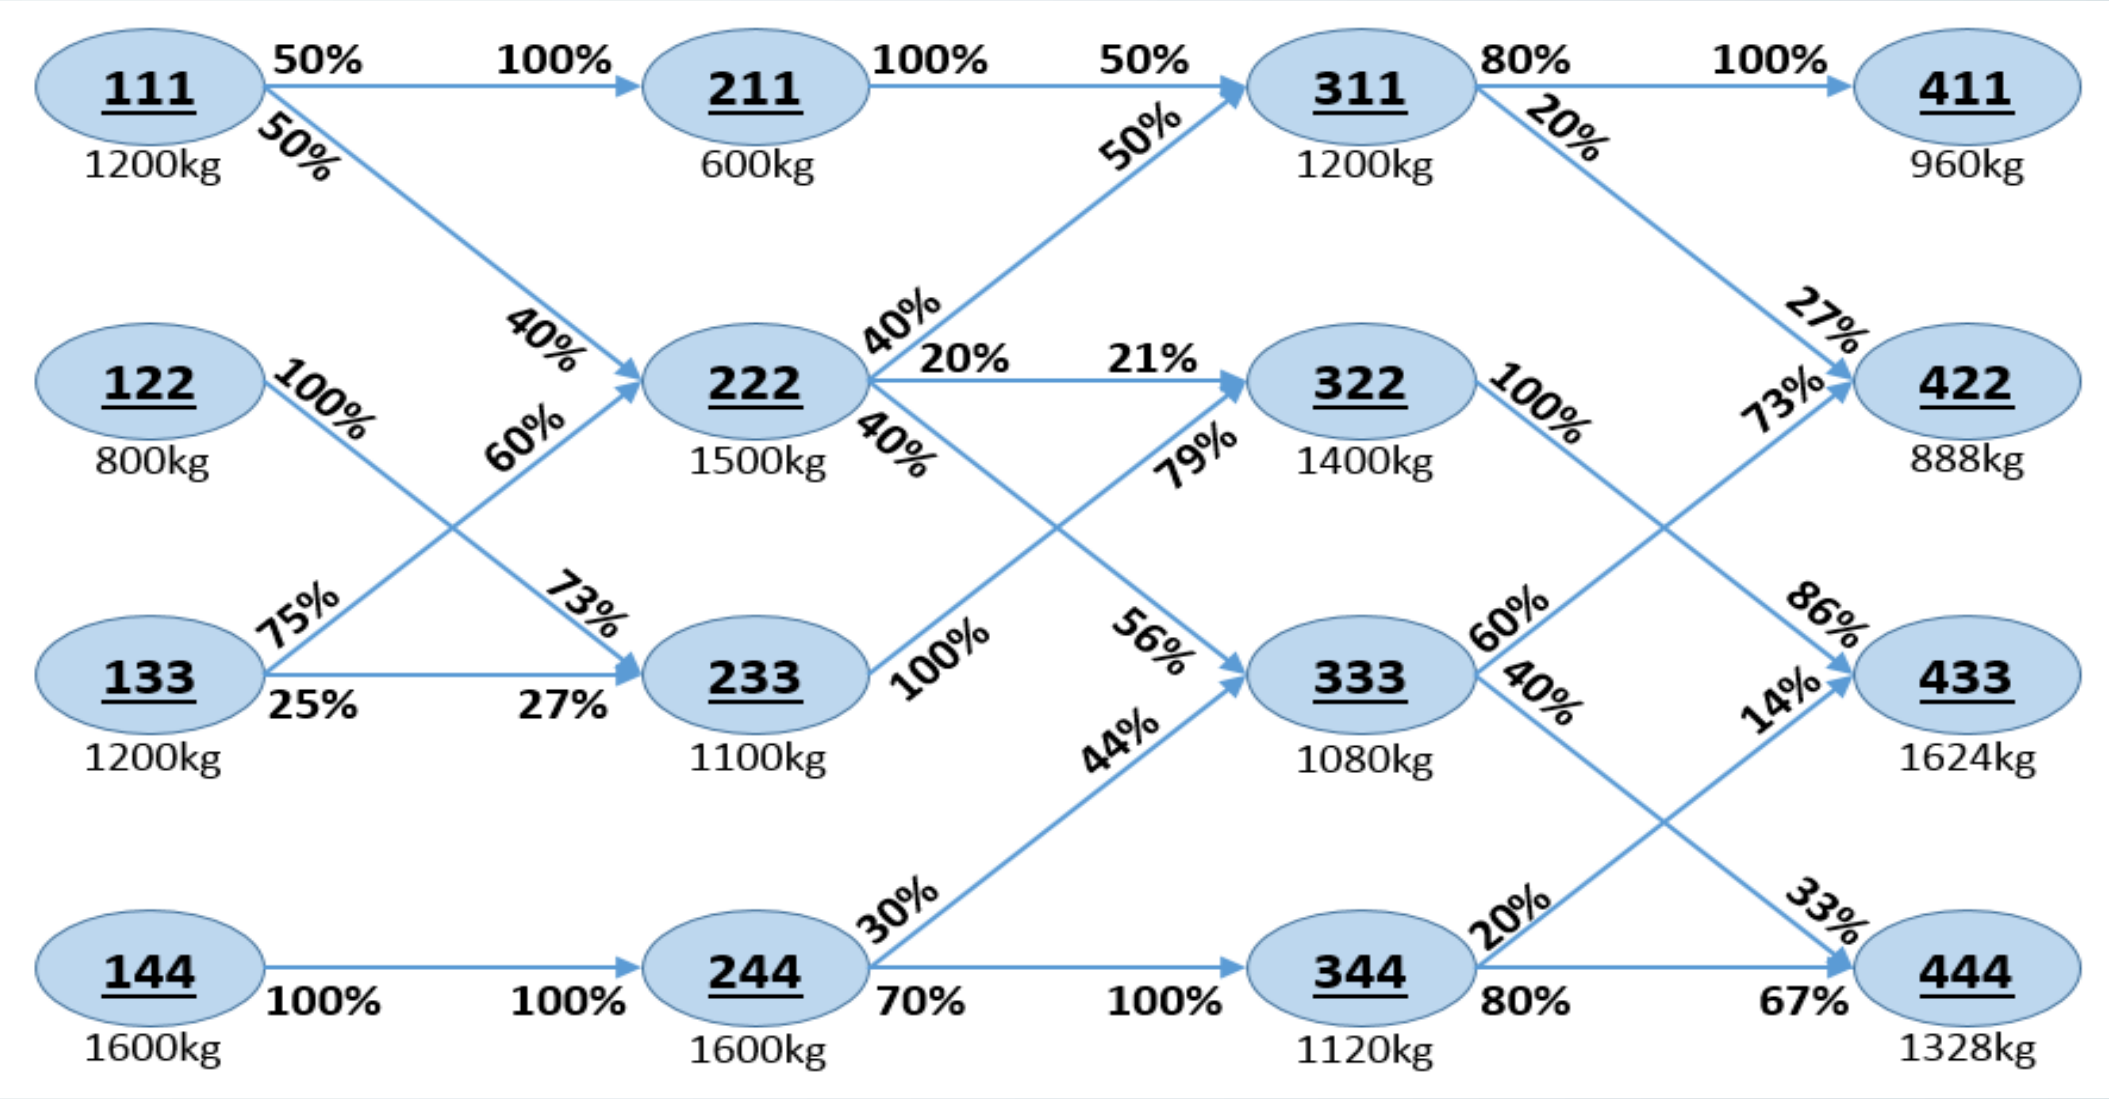 50% 100% 100% 50% 80% 100%
111 211 311 411
1200kg 600kg 1200kg 960kg
50% 50% 20%
40% 40% 27%
20% 21%
122 222 322 422
800kg 1500kg 1400kg 888kg
100% 60% 40% 79% 100% 73%
75% 73% 100% 56% 60% 86%
133 233 333 433
25% 27% 40% 14%
1200kg 1100kg 1080kg 1624kg
44%
30% 20% 33%
144 244 344 444
100% 100% 70% 100% 80% 67%
1600kg 1600kg 1120kg 1328kg